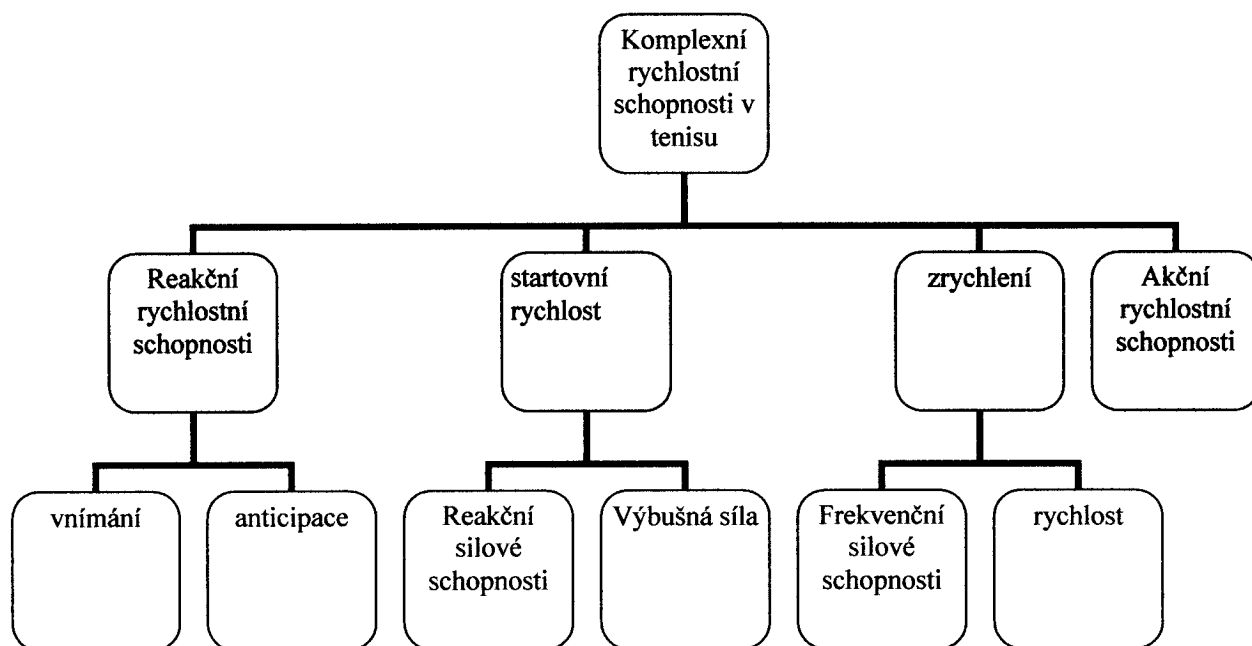 Komplexní
rychlostní
schopnosti v
tenisu
Reakční
rychlostní
schopnosti
startovní
rychlost
zrychlení
Akční
rychlostní
schopnosti
vnímání
anticipace
Reakční
silové
schopnosti
Výbušná síla
Frekvenční
silové
schopnosti
rychlost